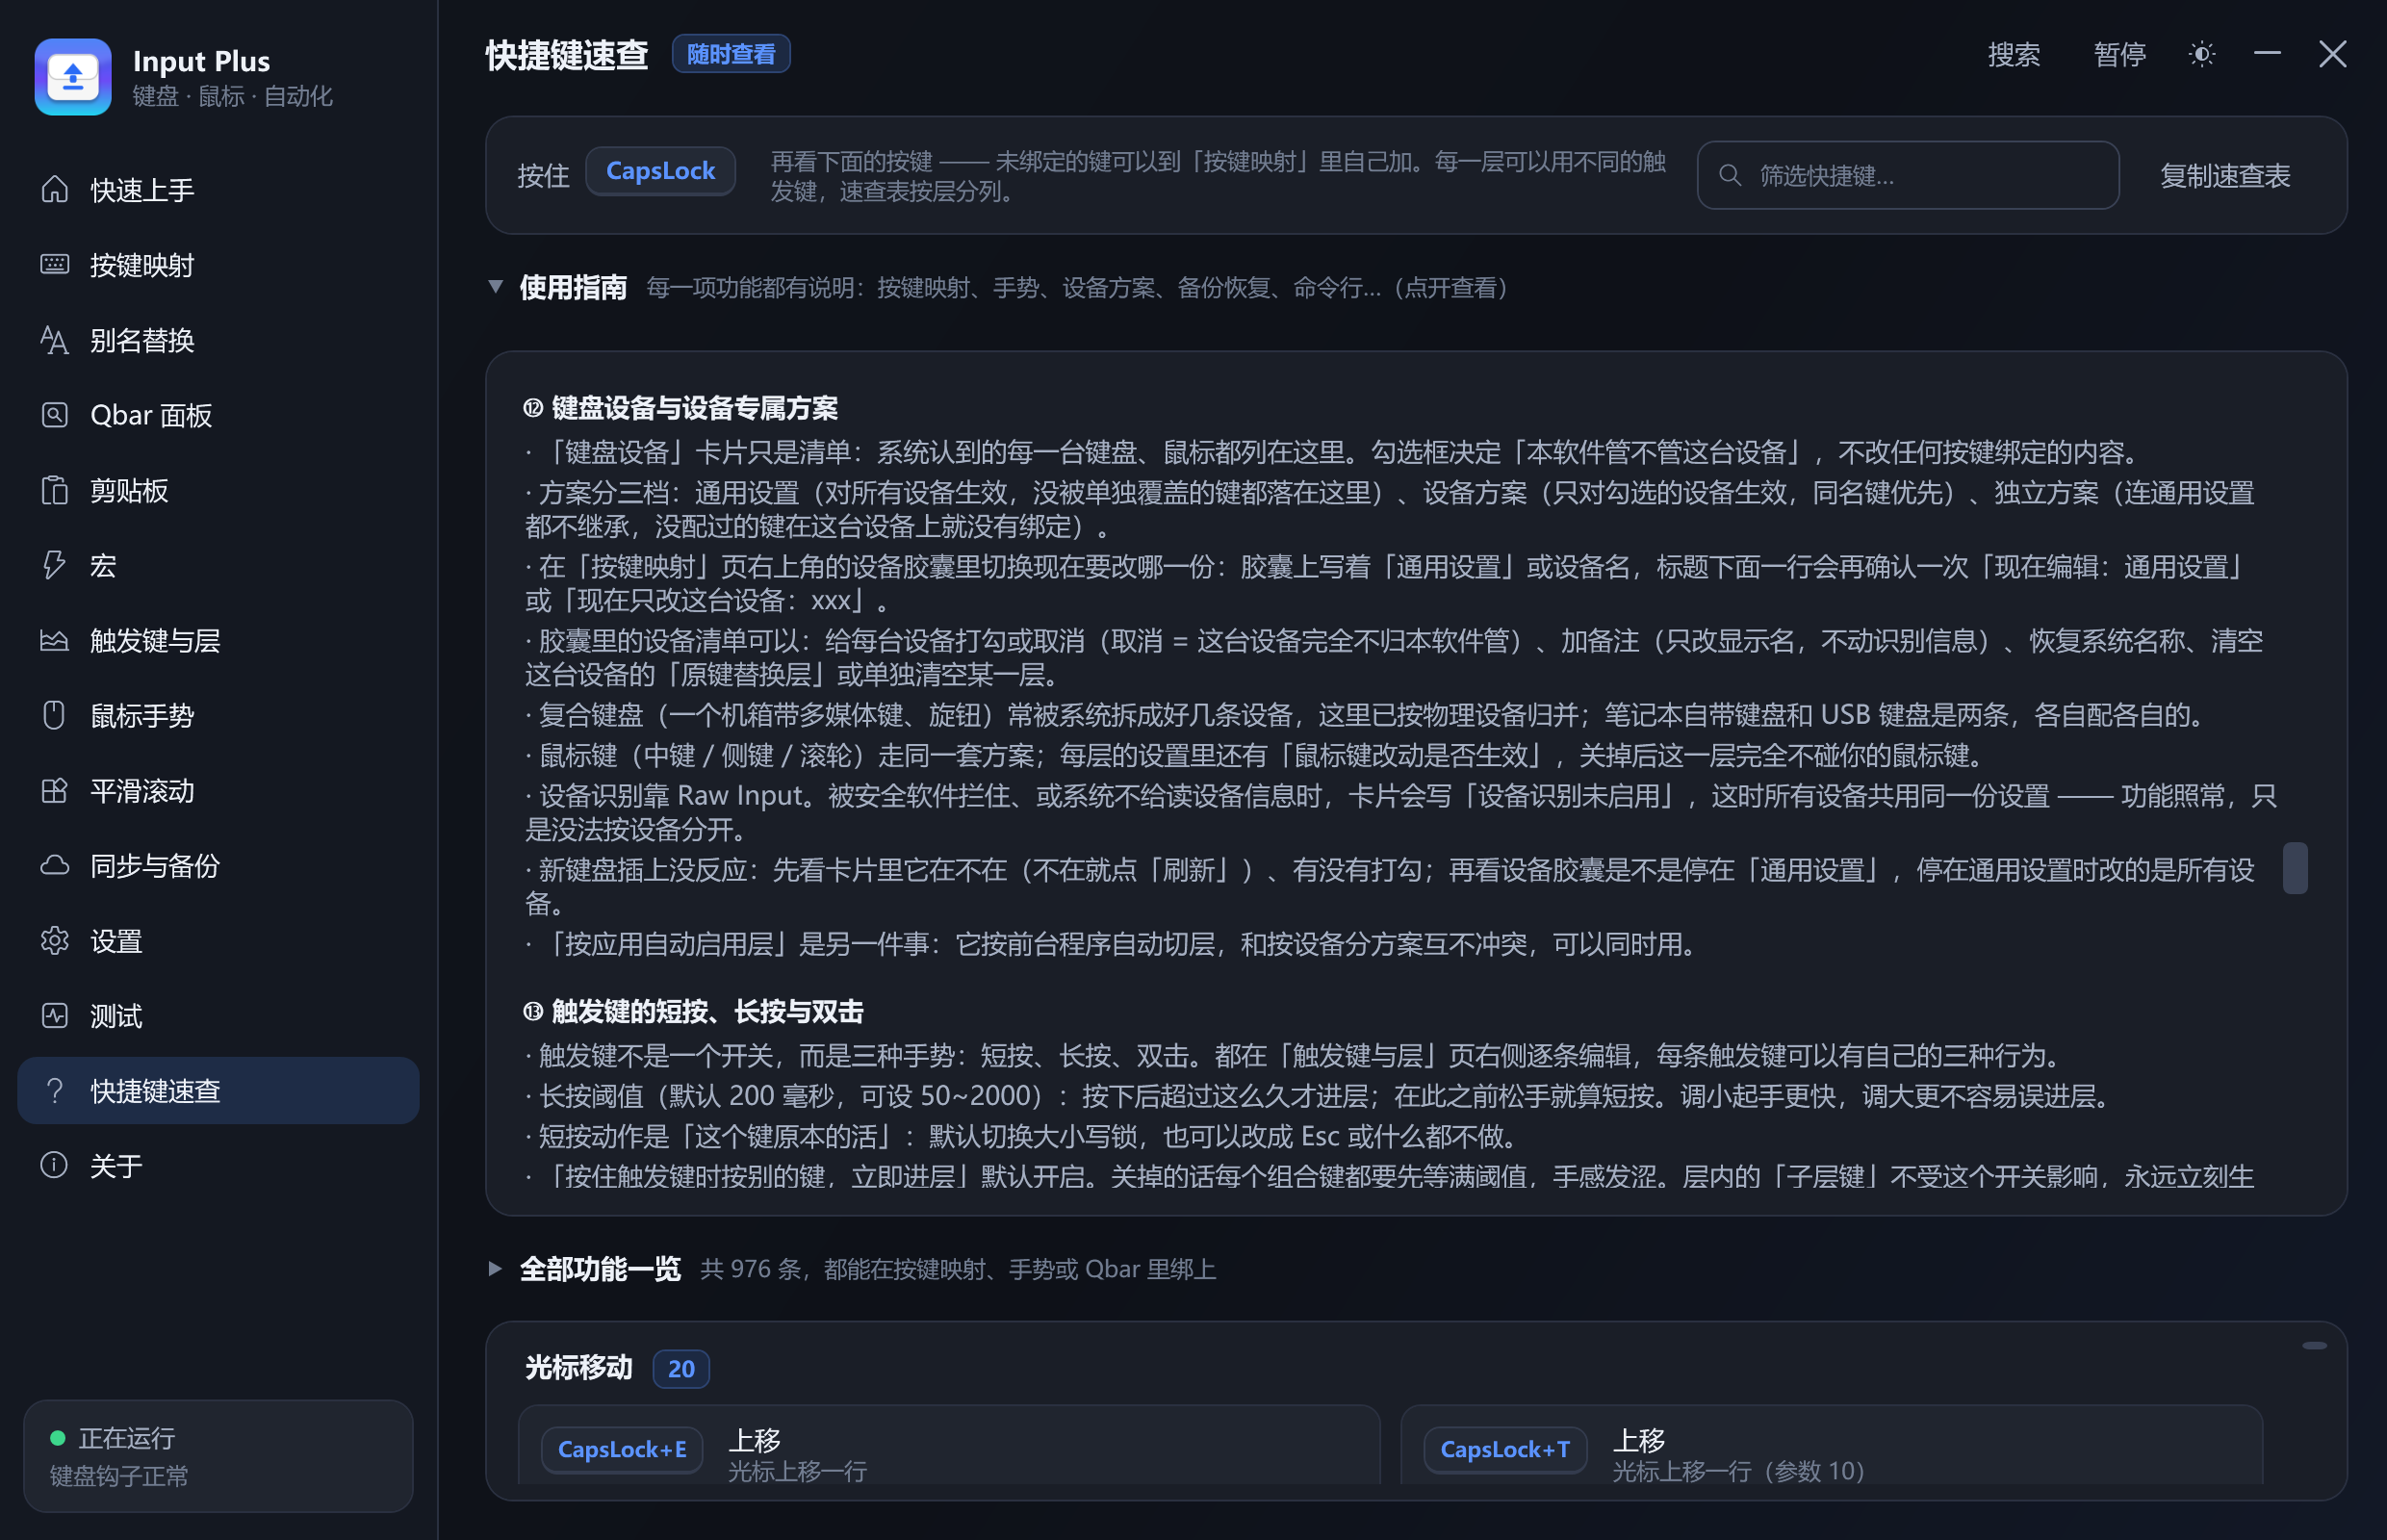 Input Plus
键盘 · 鼠标 · 自动化
快速上手
按键映射
别名替换
Qbar 面板
剪贴板
宏
触发键与层
鼠标手势
平滑滚动
同步与备份
设置
测试
快捷键速查
关于
正在运行
键盘钩子正常
快捷键速查 随时查看
搜索 暂停
按住 CapsLock
再看下面的按键 —— 未绑定的键可以到「按键映射」里自己加。每一层可以用不同的触
发键，速查表按层分列。
筛选快捷键...
复制速查表
使用指南 每一项功能都有说明：按键映射、手势、设备方案、备份恢复、命令行...（点开查看）
⑫ 键盘设备与设备专属方案
· 「键盘设备」卡片只是清单：系统认到的每一台键盘、鼠标都列在这里。勾选框决定「本软件管不管这台设备」，不改任何按键绑定的内容。
· 方案分三档：通用设置（对所有设备生效，没被单独覆盖的键都落在这里）、设备方案（只对勾选的设备生效，同名键优先）、独立方案（连通用设置
都不继承，没配过的键在这台设备上就没有绑定）。
· 在「按键映射」页右上角的设备胶囊里切换现在要改哪一份：胶囊上写着「通用设置」或设备名，标题下面一行会再确认一次「现在编辑：通用设置」
或「现在只改这台设备：xxx」。
· 胶囊里的设备清单可以：给每台设备打勾或取消（取消 = 这台设备完全不归本软件管）、加备注（只改显示名，不动识别信息）、恢复系统名称、清空
这台设备的「原键替换层」或单独清空某一层。
· 复合键盘（一个机箱带多媒体键、旋钮）常被系统拆成好几条设备，这里已按物理设备归并；笔记本自带键盘和 USB 键盘是两条，各自配各自的。
· 鼠标键（中键 / 侧键 / 滚轮）走同一套方案；每层的设置里还有「鼠标键改动是否生效」，关掉后这一层完全不碰你的鼠标键。
· 设备识别靠 Raw Input。被安全软件拦住、或系统不给读设备信息时，卡片会写「设备识别未启用」，这时所有设备共用同一份设置 —— 功能照常，只
是没法按设备分开。
· 新键盘插上没反应：先看卡片里它在不在（不在就点「刷新」）、有没有打勾；再看设备胶囊是不是停在「通用设置」，停在通用设置时改的是所有设
备。
· 「按应用自动启用层」是另一件事：它按前台程序自动切层，和按设备分方案互不冲突，可以同时用。
⑬ 触发键的短按、长按与双击
· 触发键不是一个开关，而是三种手势：短按、长按、双击。都在「触发键与层」页右侧逐条编辑，每条触发键可以有自己的三种行为。
· 长按阈值（默认 200 毫秒，可设 50~2000）：按下后超过这么久才进层；在此之前松手就算短按。调小起手更快，调大更不容易误进层。
· 短按动作是「这个键原本的活」：默认切换大小写锁，也可以改成 Esc 或什么都不做。
· 「按住触发键时按别的键，立即进层」默认开启。关掉的话每个组合键都要先等满阈值，手感发涩。层内的「子层键」不受这个开关影响，永远立刻生
全部功能一览 共 976 条，都能在按键映射、手势或 Qbar 里绑上
光标移动 20
CapsLock+E 上移
光标上移一行
CapsLock+T 上移
光标上移一行（参数 10）